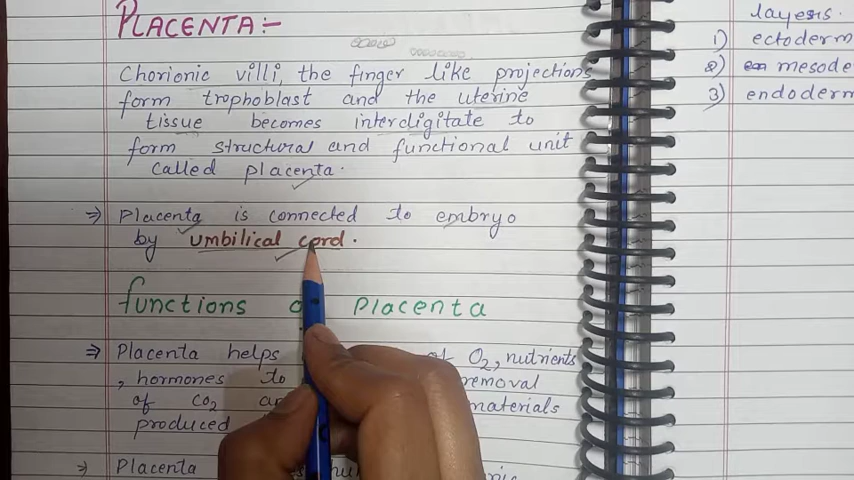 PLACENTA:-
Chorionic villi, the finger like projections
form trophoblast and the uterine
tissue becomes interdigitate to
form structural and functional unit
called placenta.
⇒ Placenta is connected to embryo
by umbilical cord.
functions Placenta
⇒ Placenta helps of O2, nutrients
, hormones to removal
of CO2 materials
produced
⇒ Placenta
layesis.
1) ectoderm
2) mesode
3) endoderm